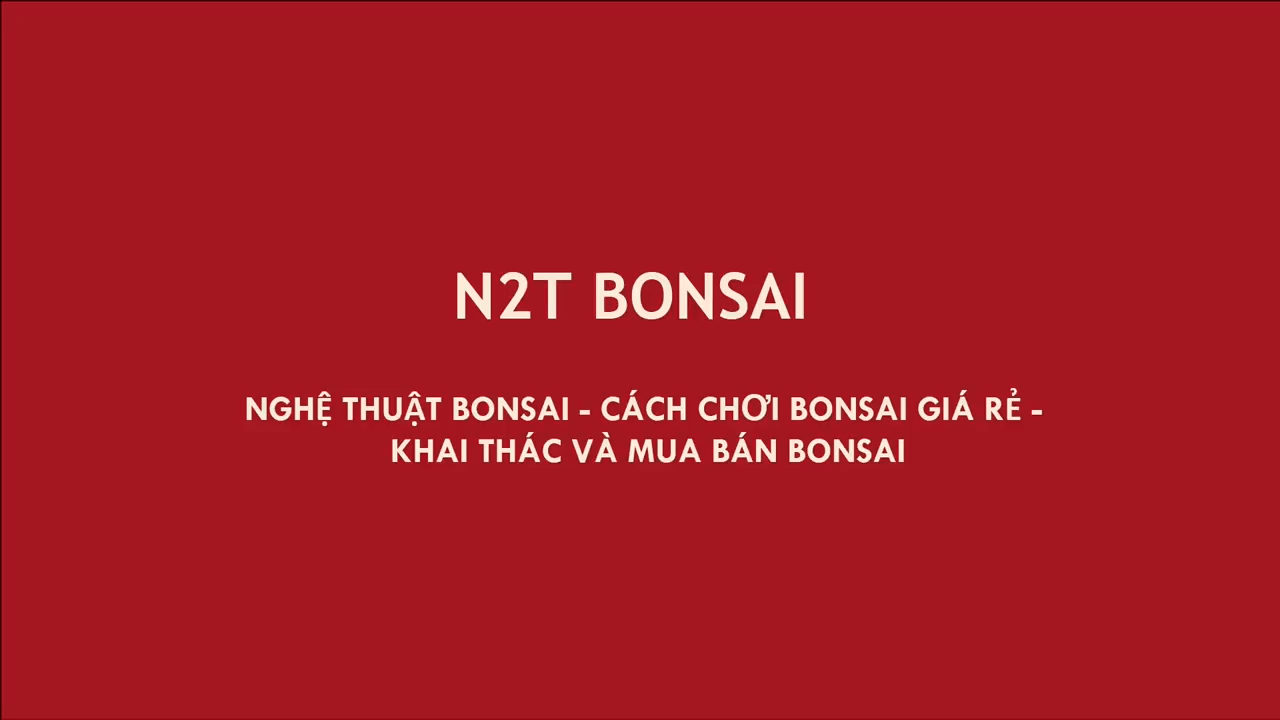 N2T BONSAI
NGHỆ THUẬT BONSAI - CÁCH CHƠI BONSAI GIÁ RẺ -
KHAI THÁC VÀ MUA BÁN BONSAI